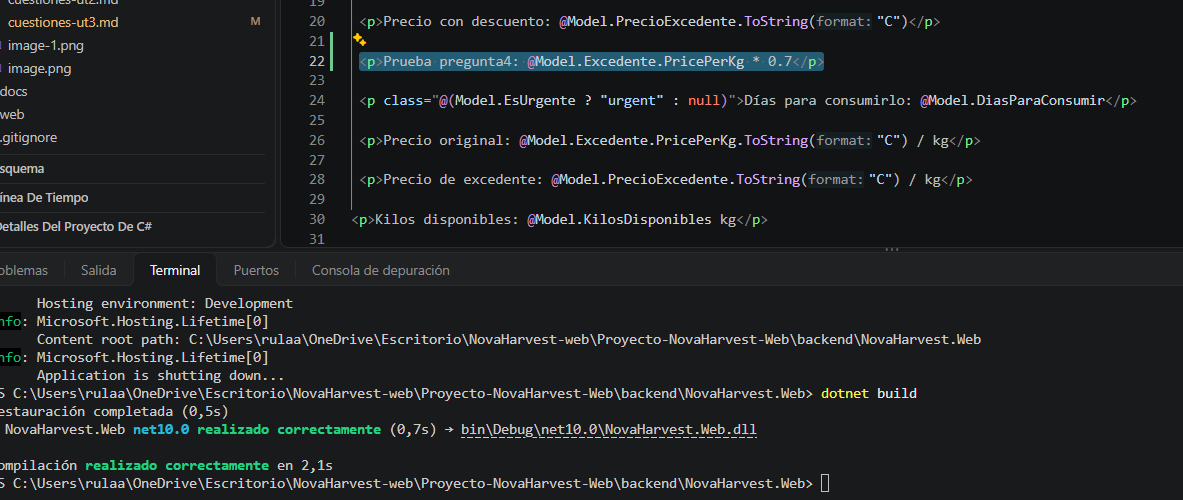 cuestiones-ut2.md
cuestiones-ut3.md M
image-1.png
image.png
docs
web
.gitignore
squema
ínea De Tiempo
Detalles Del Proyecto De C#
19
20 <p>Precio con descuento: @Model.PrecioExcedente.ToString(format: "C")</p>
21
22 <p>Prueba pregunta4: @Model.Excedente.PricePerKg * 0.7</p>
23
24 <p class="@(Model.EsUrgente ? "urgent" : null)">Días para consumirlo: @Model.DiasParaConsumir</p>
25
26 <p>Precio original: @Model.Excedente.PricePerKg.ToString(format: "C") / kg</p>
27
28 <p>Precio de excedente: @Model.PrecioExcedente.ToString(format: "C") / kg</p>
29
30 <p>Kilos disponibles: @Model.KilosDisponibles kg</p>
31
oblemas Salida Terminal Puertos Consola de depuración
Hosting environment: Development
nfo: Microsoft.Hosting.Lifetime[0]
Content root path: C:\Users\rulaa\OneDrive\Escritorio\NovaHarvest-web\Proyecto-NovaHarvest-Web\backend\NovaHarvest.Web
nfo: Microsoft.Hosting.Lifetime[0]
Application is shutting down...
S C:\Users\rulaa\OneDrive\Escritorio\NovaHarvest-web\Proyecto-NovaHarvest-Web\backend\NovaHarvest.Web> dotnet build
estauración completada (0,5s)
NovaHarvest.Web net10.0 realizado correctamente (0,7s) → bin\Debug\net10.0\NovaHarvest.Web.dll
ompilación realizado correctamente en 2,1s
S C:\Users\rulaa\OneDrive\Escritorio\NovaHarvest-web\Proyecto-NovaHarvest-Web\backend\NovaHarvest.Web>